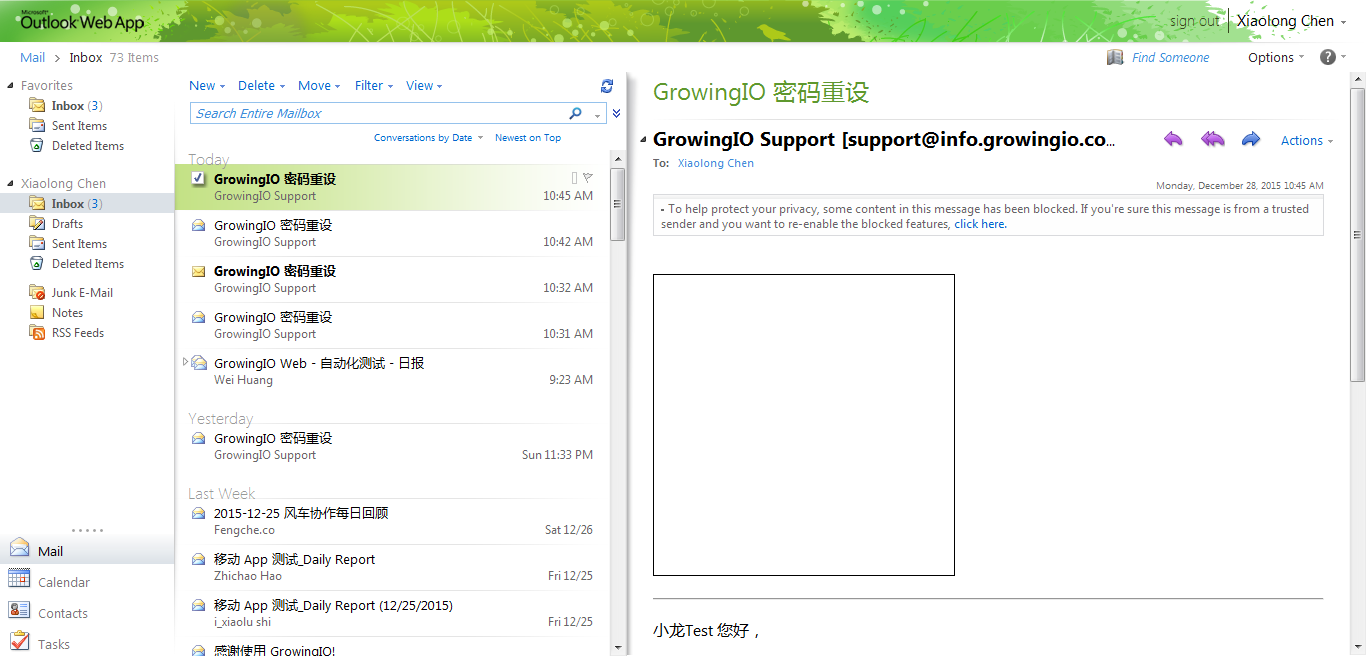 Microsoft
Outlook Web App
sign out
Xiaolong Chen
Mail > Inbox 73 Items
Find Someone
Options
?
Favorites
Inbox (3)
Sent Items
Deleted Items
Xiaolong Chen
Inbox (3)
Drafts
Sent Items
Deleted Items
Junk E-Mail
Notes
RSS Feeds
Mail
Calendar
Contacts
Tasks
New
Delete
Move
Filter
View
Search Entire Mailbox
Conversations by Date
Newest on Top
Today
GrowingIO 密码重设
GrowingIO Support
10:45 AM
GrowingIO 密码重设
GrowingIO Support
10:42 AM
GrowingIO 密码重设
GrowingIO Support
10:32 AM
GrowingIO 密码重设
GrowingIO Support
10:31 AM
GrowingIO Web - 自动化测试 - 日报
Wei Huang
9:23 AM
Yesterday
GrowingIO 密码重设
GrowingIO Support
Sun 11:33 PM
Last Week
2015-12-25 风车协作每日回顾
Fengche.co
Sat 12/26
移动 App 测试_Daily Report
Zhichao Hao
Fri 12/25
移动 App 测试_Daily Report (12/25/2015)
i_xiaolu shi
Fri 12/25
感谢使用 GrowingIO!
GrowingIO 密码重设
GrowingIO Support [support@info.growingio.co...
Actions
To: Xiaolong Chen
Monday, December 28, 2015 10:45 AM
- To help protect your privacy, some content in this message has been blocked. If you're sure this message is from a trusted
sender and you want to re-enable the blocked features, click here.
小龙Test 您好，